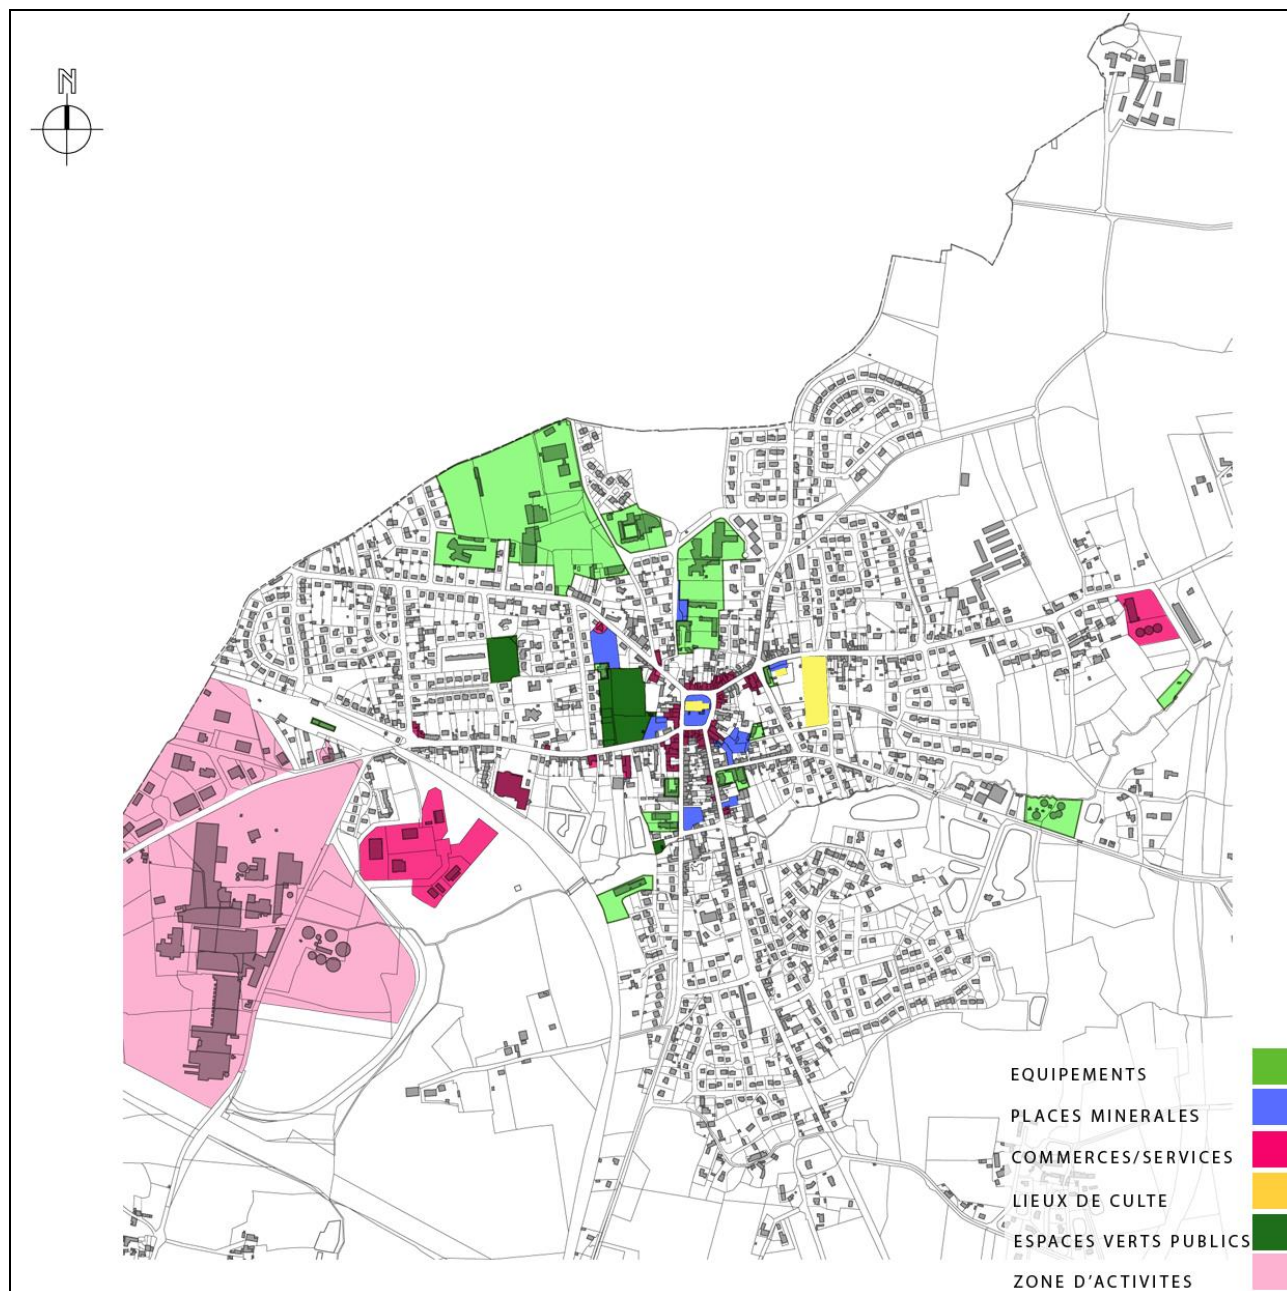 N
EQUIPEMENTS
PLACES MINERALES
COMMERCES/SERVICES
LIEUX DE CULTE
ESPACES VERTS PUBLICS
ZONE D'ACTIVITES